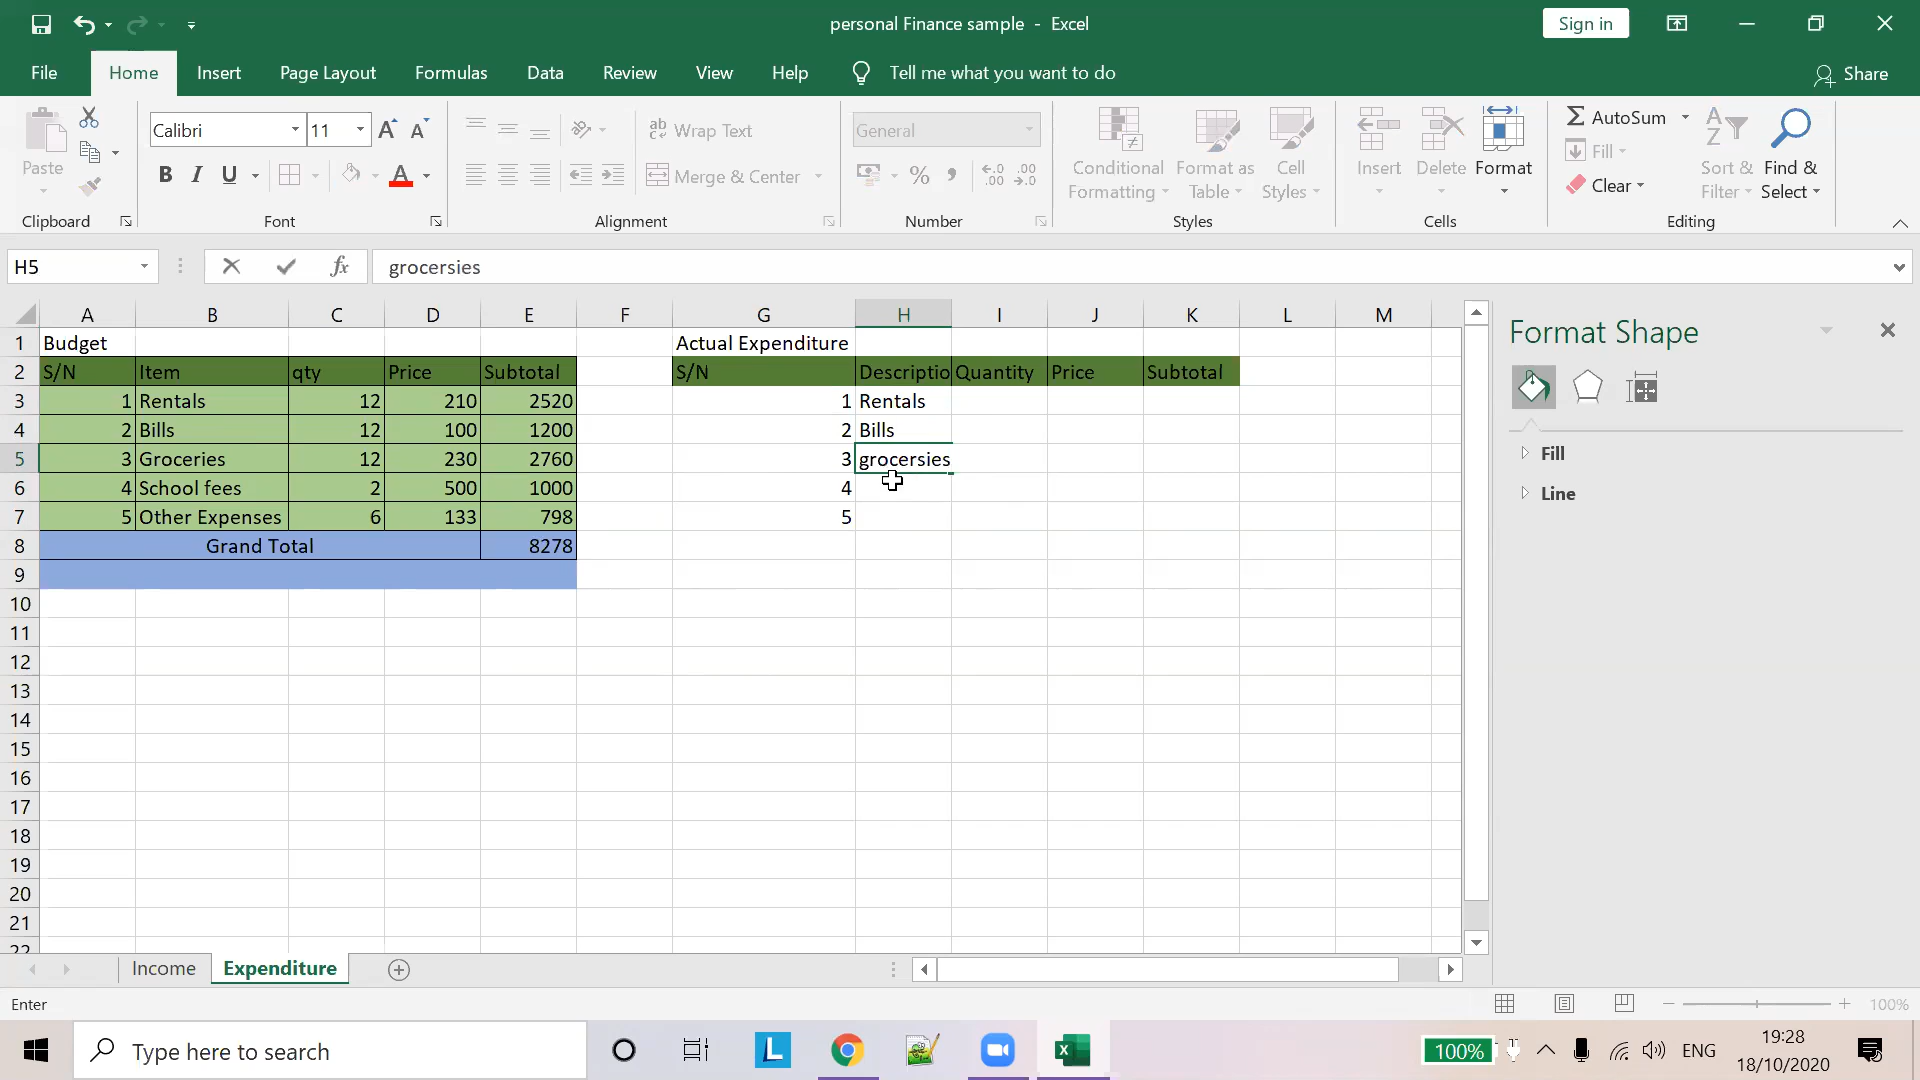 personal Finance sample - Excel
Sign in
File Home Insert Page Layout Formulas Data Review View Help Tell me what you want to do Share
Paste
Clipboard
Calibri 11
B I U A
Font
ab Wrap Text
Merge & Center
Alignment
General
% ,
Number
Conditional Formatting
Format as Table
Cell Styles
Styles
Insert Delete Format
Cells
Σ AutoSum
Fill
Clear
Sort & Filter
Find & Select
Editing
H5 fx grocersies
A B C D E F G H I J K L M
1 Budget Actual Expenditure
2 S/N Item qty Price Subtotal S/N Descriptio Quantity Price Subtotal
3 1 Rentals 12 210 2520 1 Rentals
4 2 Bills 12 100 1200 2 Bills
5 3 Groceries 12 230 2760 3 grocersies
6 4 School fees 2 500 1000 4
7 5 Other Expenses 6 133 798 5
8 Grand Total 8278
9
10
11
12
13
14
15
16
17
18
19
20
21
22
Format Shape
Fill
Line
Income Expenditure
Enter 100%
Type here to search
L
100% ENG
19:28
18/10/2020